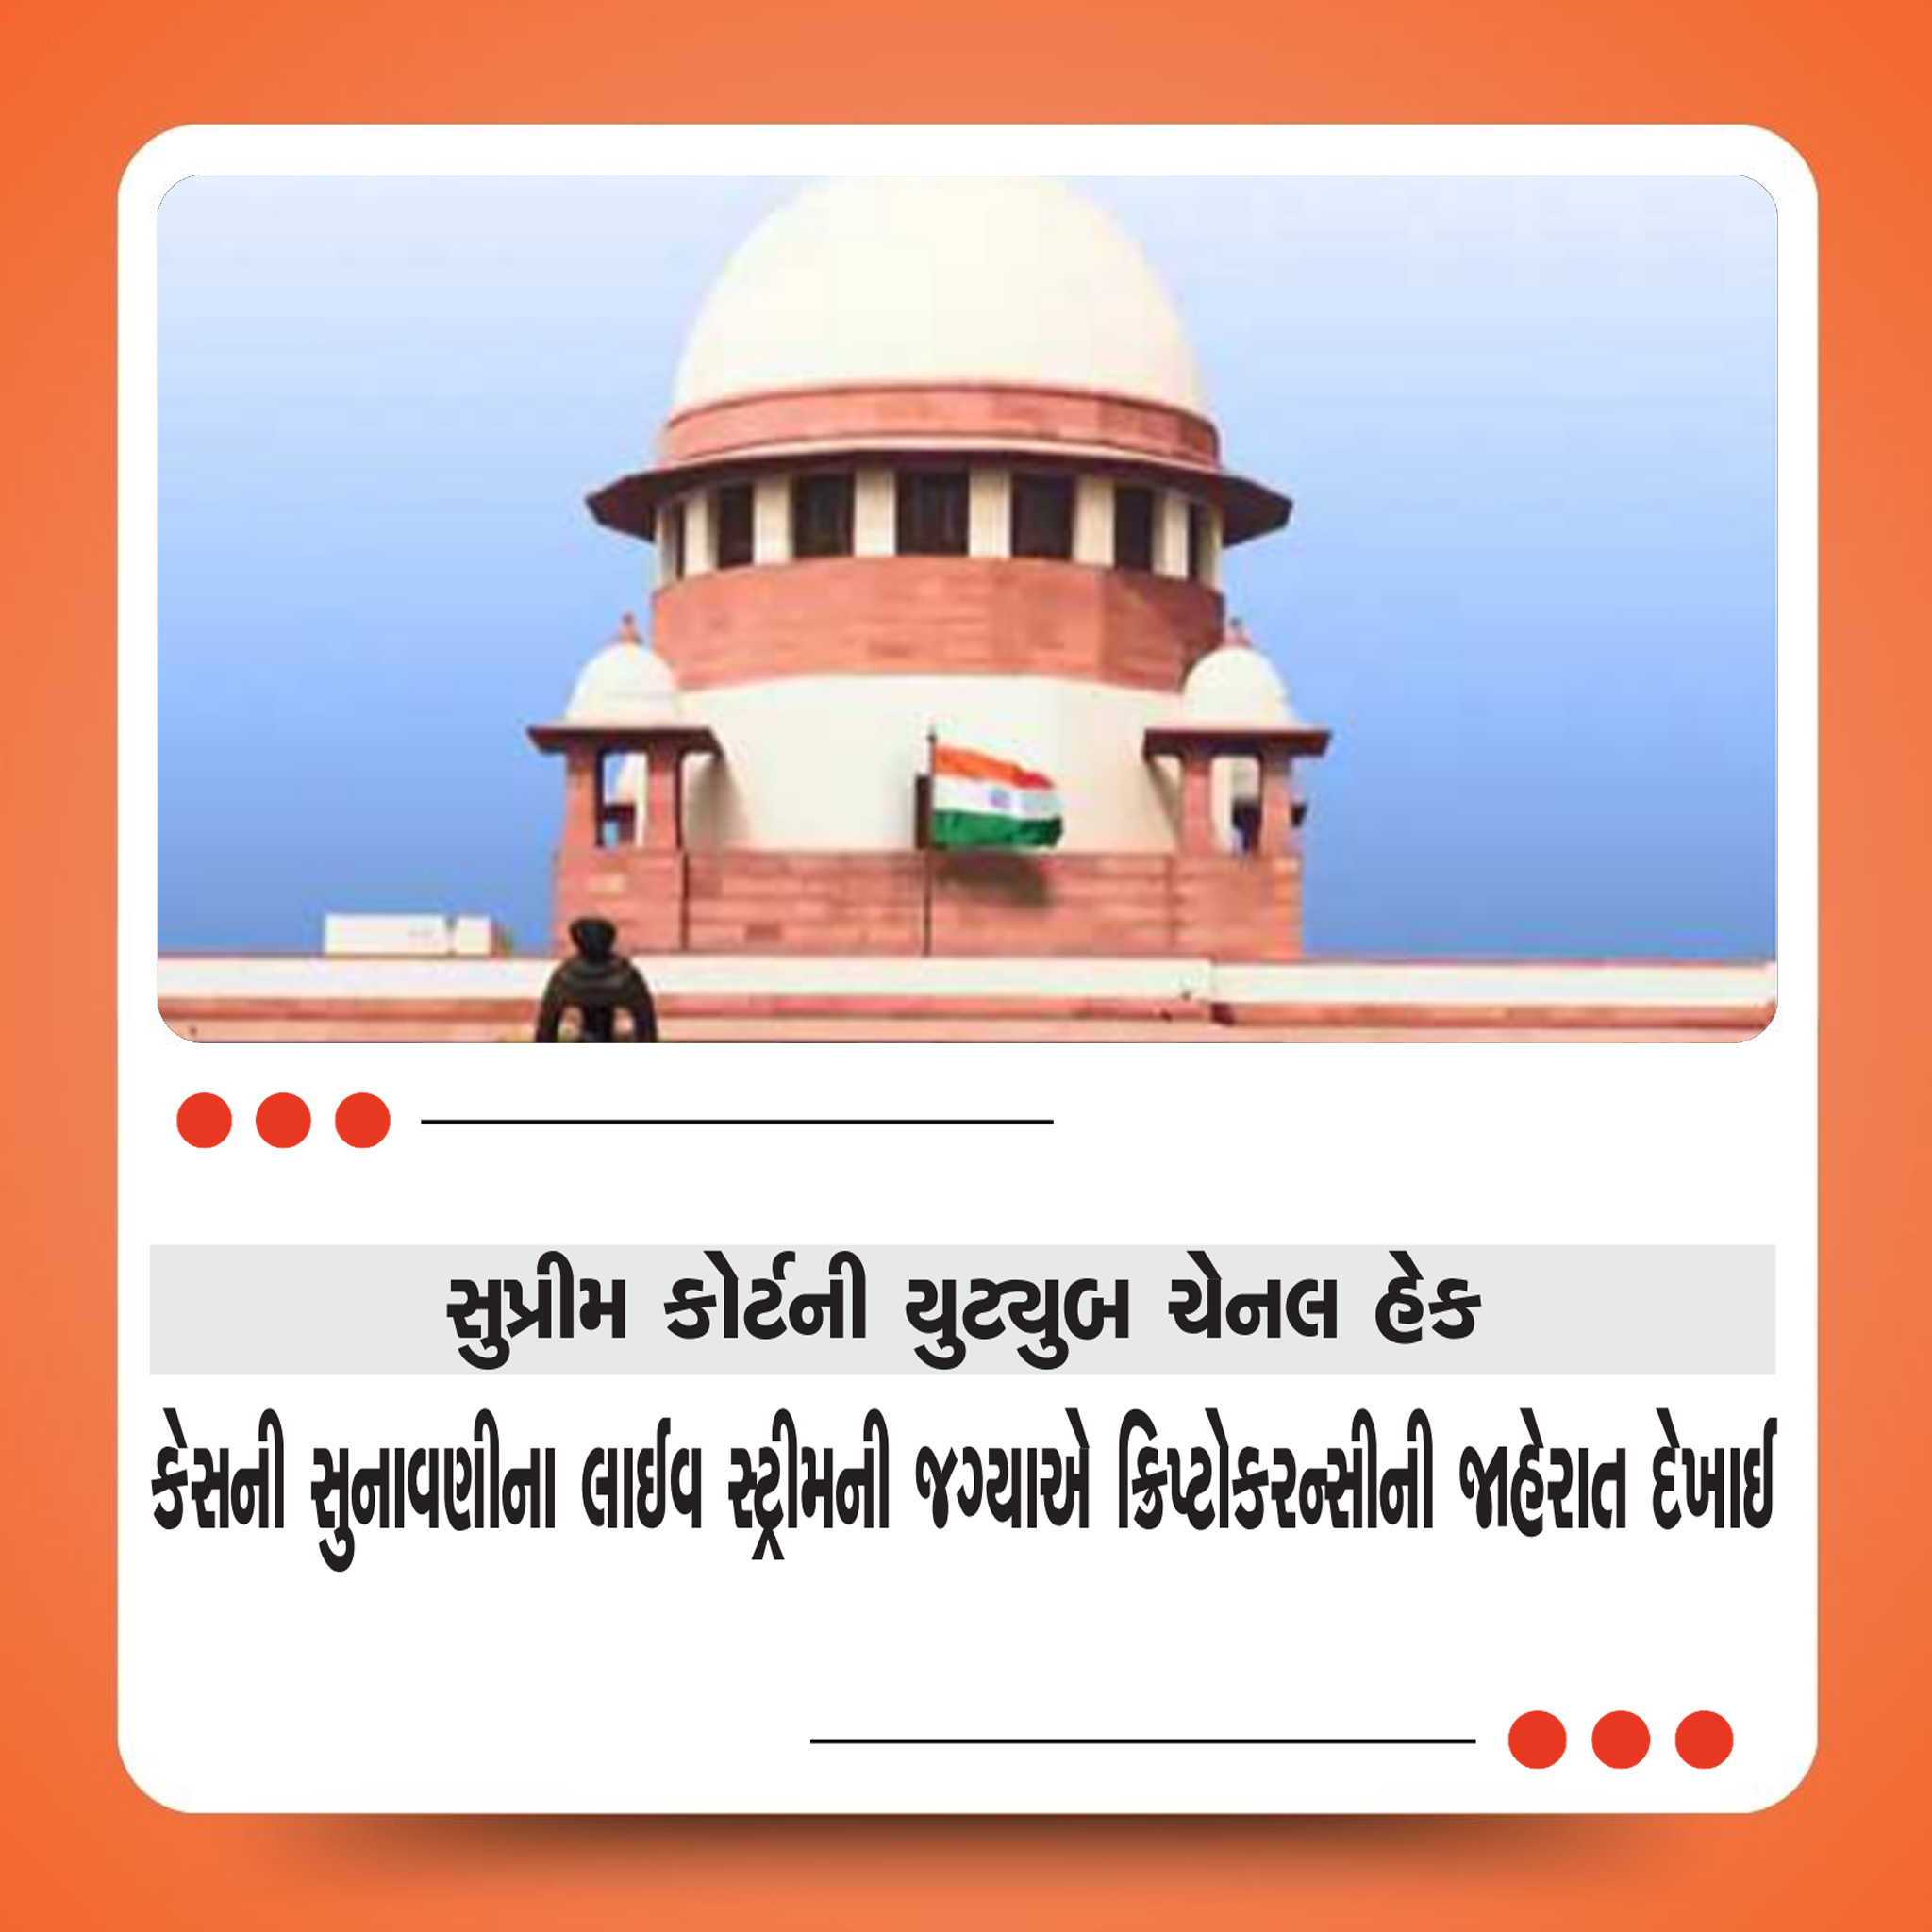 સુપ્રીમ કોર્ટની યુટ્યુબ ચેનલ હેક
કેસની સુનાવણીના લાઈવ સ્ટ્રીમની જગ્યાએ ક્રિપ્ટોકરન્સીની જાહેરાત દેખાઈ